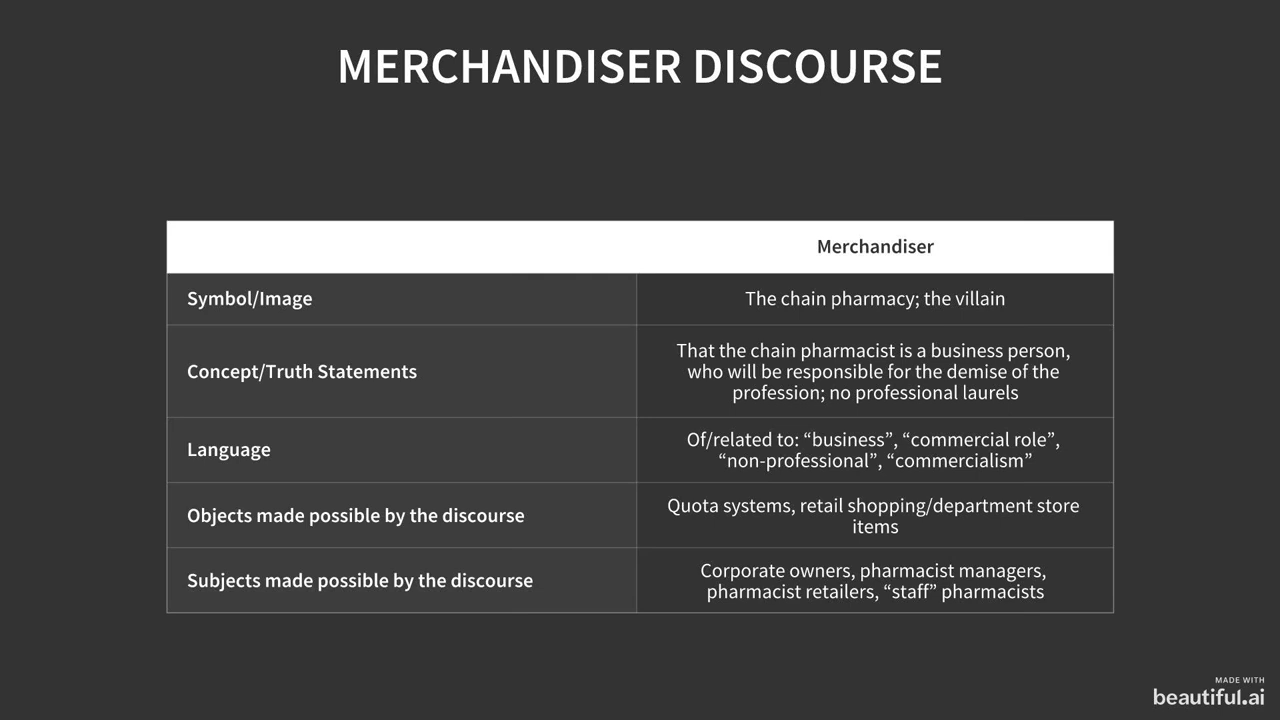 MERCHANDISER DISCOURSE
Merchandiser
Symbol/Image
The chain pharmacy; the villain
Concept/Truth Statements
That the chain pharmacist is a business person,
who will be responsible for the demise of the
profession; no professional laurels
Language
Of/related to: “business”, “commercial role”,
“non-professional”, “commercialism”
Objects made possible by the discourse
Quota systems, retail shopping/department store
items
Subjects made possible by the discourse
Corporate owners, pharmacist managers,
pharmacist retailers, “staff” pharmacists
MADE WITH
beautiful.ai